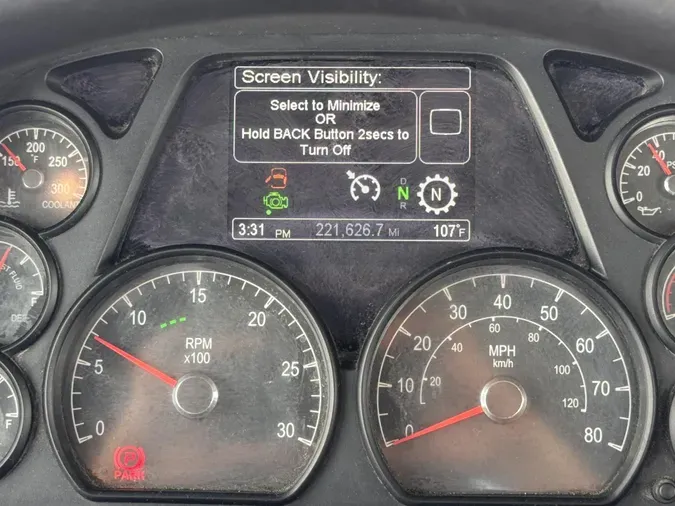 Screen Visibility:
Select to Minimize
OR
Hold BACK Button 2secs to
Turn Off
D
N
R
N
3:31 PM 221,626.7 Mi 107°F
150 200 250 300
°F
COOLANT
0 20 40 60
PSI
E F
DEF
F
0 5 10 15 20 25 30
RPM
x100
PARK
0 10 20 30 40 50 60 70 80
MPH
km/h
20 40 60 80 100 120